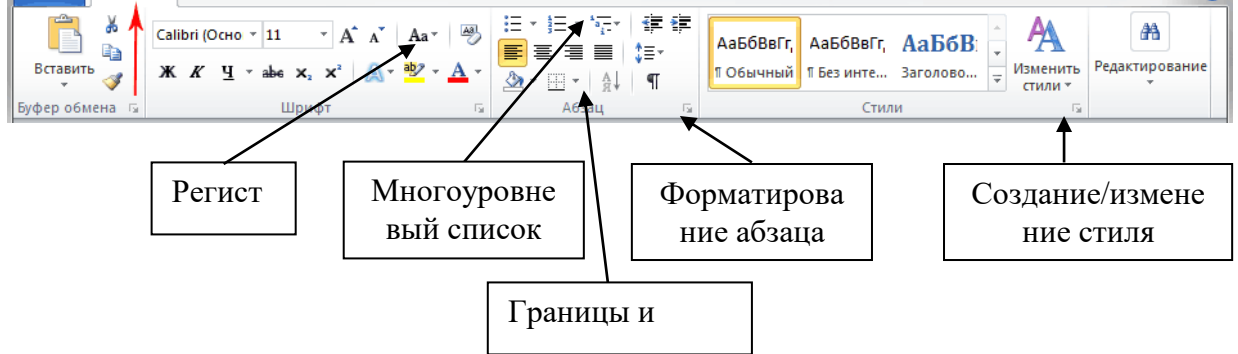 Calibri (Осно 11 А А Aa
Вставить
Ж К Ч abe x₂ x² A ab A
Буфер обмена Шрифт Абзац
АаБбВвГг, АаБбВвГг, АаБбВ:
¶ Обычный ¶ Без инте... Заголово...
Изменить
стили
Редактирование
Стили
Регист
Многоуровне
вый список
Форматирова
ние абзаца
Создание/измене
ние стиля
Границы и